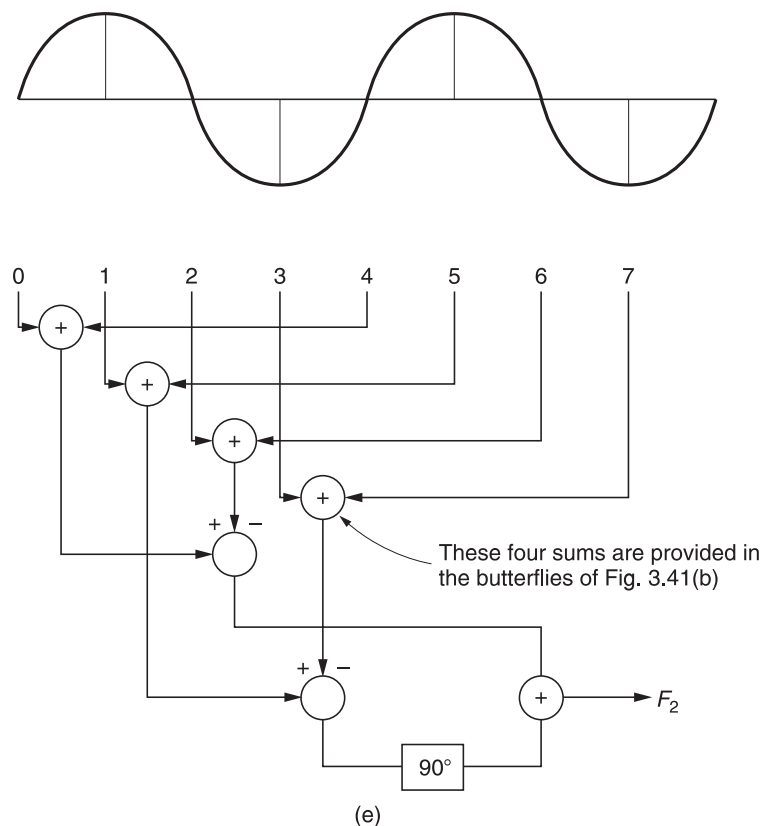 0 1 2 3 4 5 6 7
+
+
+
+
+ −
These four sums are provided in
the butterflies of Fig. 3.41(b)
+ −
+
F2
90°
(e)